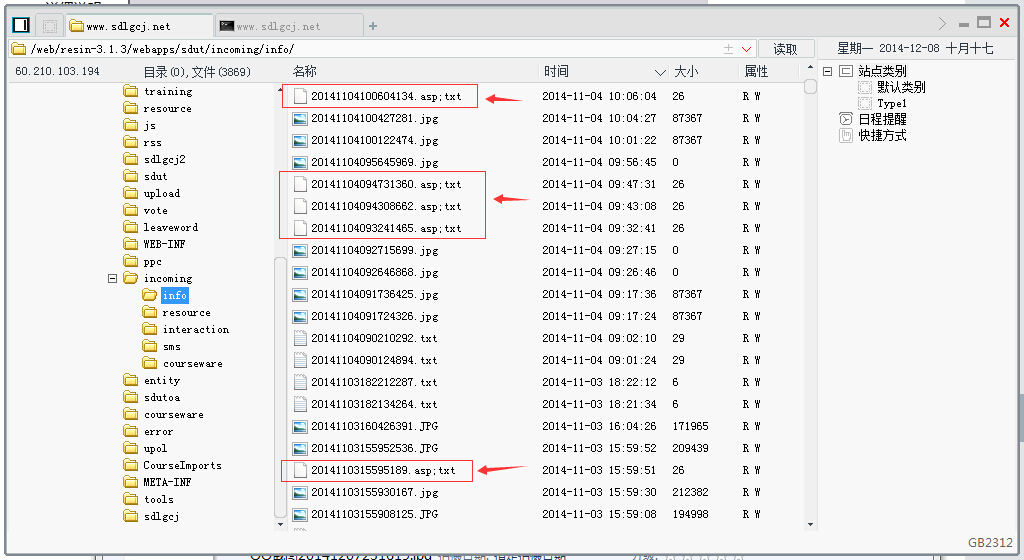 www.sdlgcj.net
www.sdlgcj.net
+
/web/resin-3.1.3/webapps/sdut/incoming/info/
读取
星期一 2014-12-08 十月十七
60.210.103.194 目录(0),文件(3869)
名称 时间 大小 属性
training
resource
js
rss
sdlgcj2
sdut
upload
vote
leaveword
WEB-INF
ppc
incoming
info
resource
interaction
sms
courseware
entity
sdutoa
courseware
error
upol
CourseImports
META-INF
tools
sdlgcj
20141104100604134.asp;txt 2014-11-04 10:06:04 26 R W
20141104100427281.jpg 2014-11-04 10:04:27 87367 R W
20141104100122474.jpg 2014-11-04 10:01:22 87367 R W
20141104095645969.jpg 2014-11-04 09:56:45 0 R W
20141104094731360.asp;txt 2014-11-04 09:47:31 26 R W
20141104094308662.asp;txt 2014-11-04 09:43:08 26 R W
20141104093241465.asp;txt 2014-11-04 09:32:41 26 R W
20141104092715699.jpg 2014-11-04 09:27:15 0 R W
20141104092646868.jpg 2014-11-04 09:26:46 0 R W
20141104091736425.jpg 2014-11-04 09:17:36 87367 R W
20141104091724326.jpg 2014-11-04 09:17:24 87367 R W
20141104090210292.txt 2014-11-04 09:02:10 29 R W
20141104090124894.txt 2014-11-04 09:01:24 29 R W
20141103182212287.txt 2014-11-03 18:22:12 6 R W
20141103182134264.txt 2014-11-03 18:21:34 6 R W
20141103160426391.JPG 2014-11-03 16:04:26 171965 R W
20141103155952536.JPG 2014-11-03 15:59:52 209439 R W
2014110315595189.asp;txt 2014-11-03 15:59:51 26 R W
20141103155930167.jpg 2014-11-03 15:59:30 212382 R W
20141103155908125.JPG 2014-11-03 15:59:08 194998 R W
站点类别
默认类别
Type1
日程提醒
快捷方式
GB2312